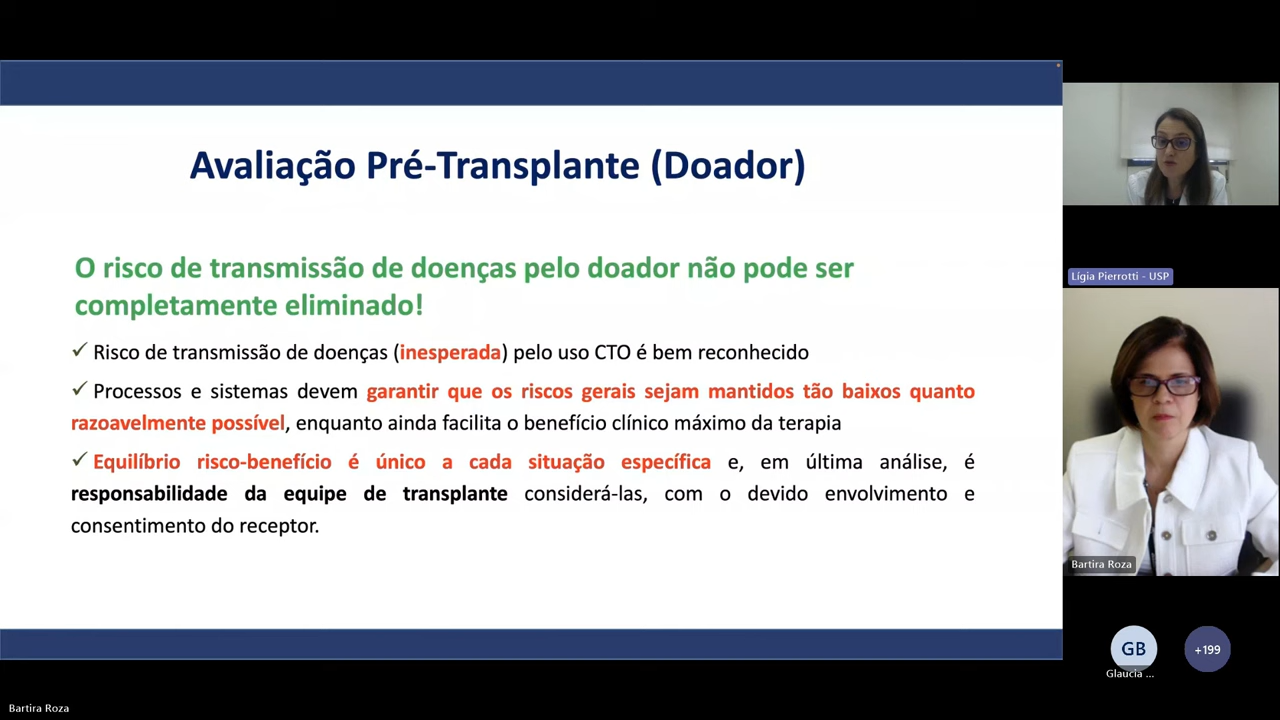 Avaliação Pré-Transplante (Doador)
O risco de transmissão de doenças pelo doador não pode ser
completamente eliminado!
✓ Risco de transmissão de doenças (inesperada) pelo uso CTO é bem reconhecido
✓ Processos e sistemas devem garantir que os riscos gerais sejam mantidos tão baixos quanto
razoavelmente possível, enquanto ainda facilita o benefício clínico máximo da terapia
✓ Equilíbrio risco-benefício é único a cada situação específica e, em última análise, é
responsabilidade da equipe de transplante considerá-las, com o devido envolvimento e
consentimento do receptor.
Lígia Pierrotti - USP
Bartira Roza
GB
Glaucia ...
+199
Bartira Roza